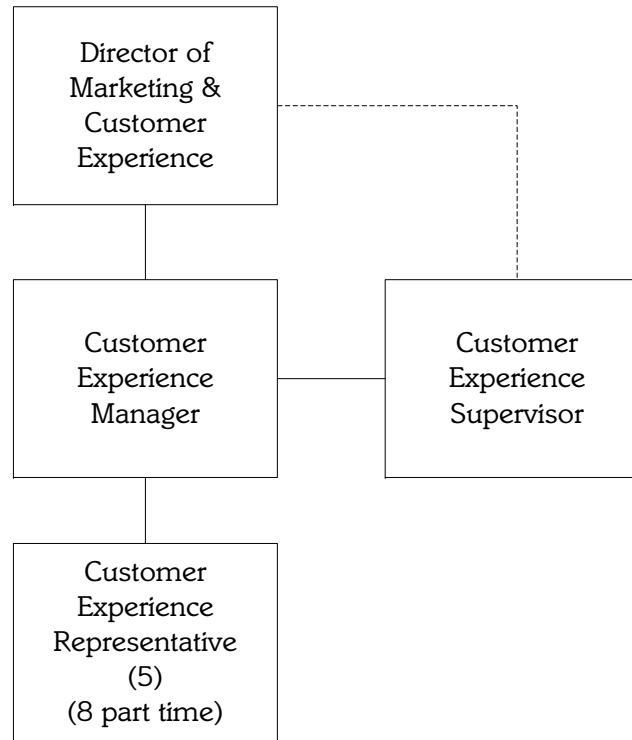 Director of
Marketing &
Customer
Experience
Customer
Experience
Manager
Customer
Experience
Supervisor
Customer
Experience
Representative
(5)
(8 part time)